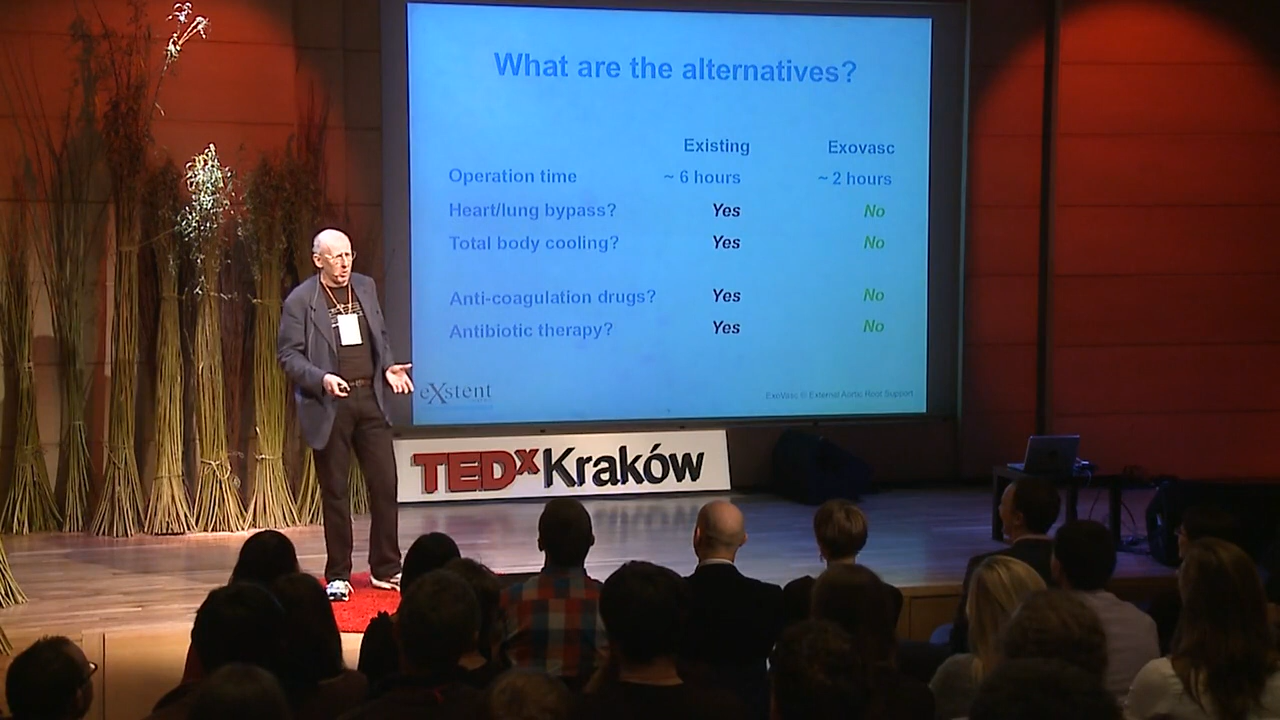 What are the alternatives?
Existing Exovasc
Operation time ~ 6 hours ~ 2 hours
Heart/lung bypass? Yes No
Total body cooling? Yes No
Anti-coagulation drugs? Yes No
Antibiotic therapy? Yes No
eXstent
ExoVasc ® External Aortic Root Support
TEDxKraków